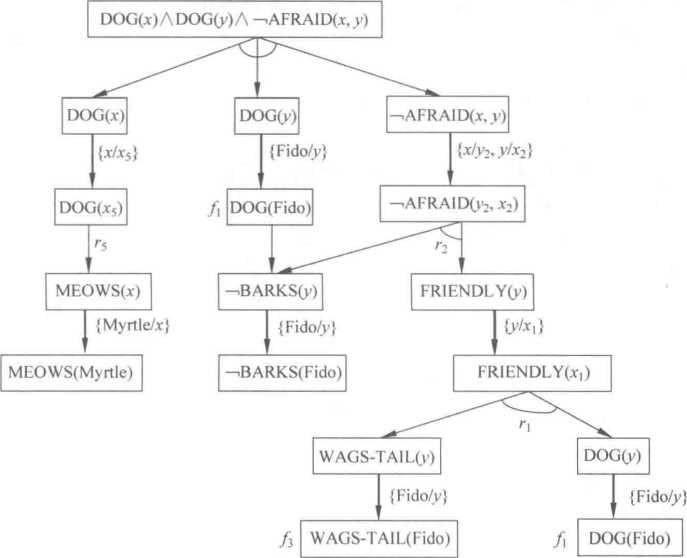 DOG(x)∧DOG(y)∧¬AFRAID(x, y)
DOG(x)
DOG(y)
¬AFRAID(x, y)
{x/x₅}
{Fido/y}
{x/y₂, y/x₂}
DOG(x₅)
f₁ DOG(Fido)
¬AFRAID(y₂, x₂)
r₅
r₂
MEOWS(x)
¬BARKS(y)
FRIENDLY(y)
{Myrtle/x}
{Fido/y}
{y/x₁}
MEOWS(Myrtle)
¬BARKS(Fido)
FRIENDLY(x₁)
r₁
WAGS-TAIL(y)
DOG(y)
{Fido/y}
{Fido/y}
f₃ WAGS-TAIL(Fido)
f₁ DOG(Fido)